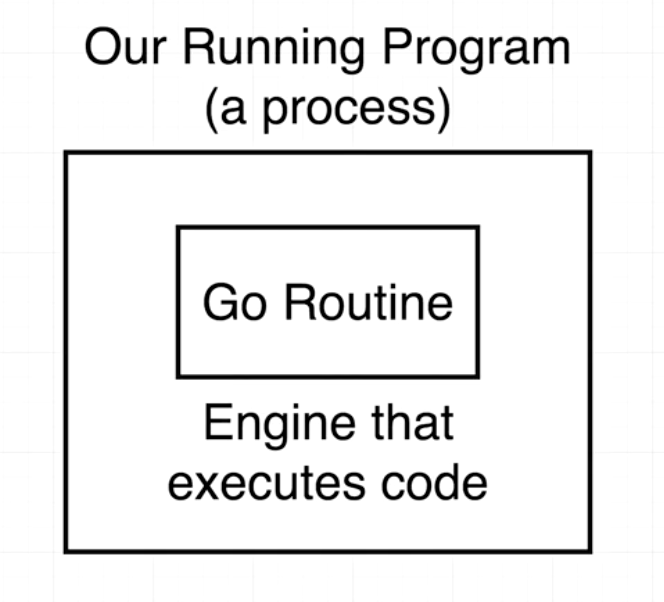 Our Running Program
(a process)
Go Routine
Engine that
executes code